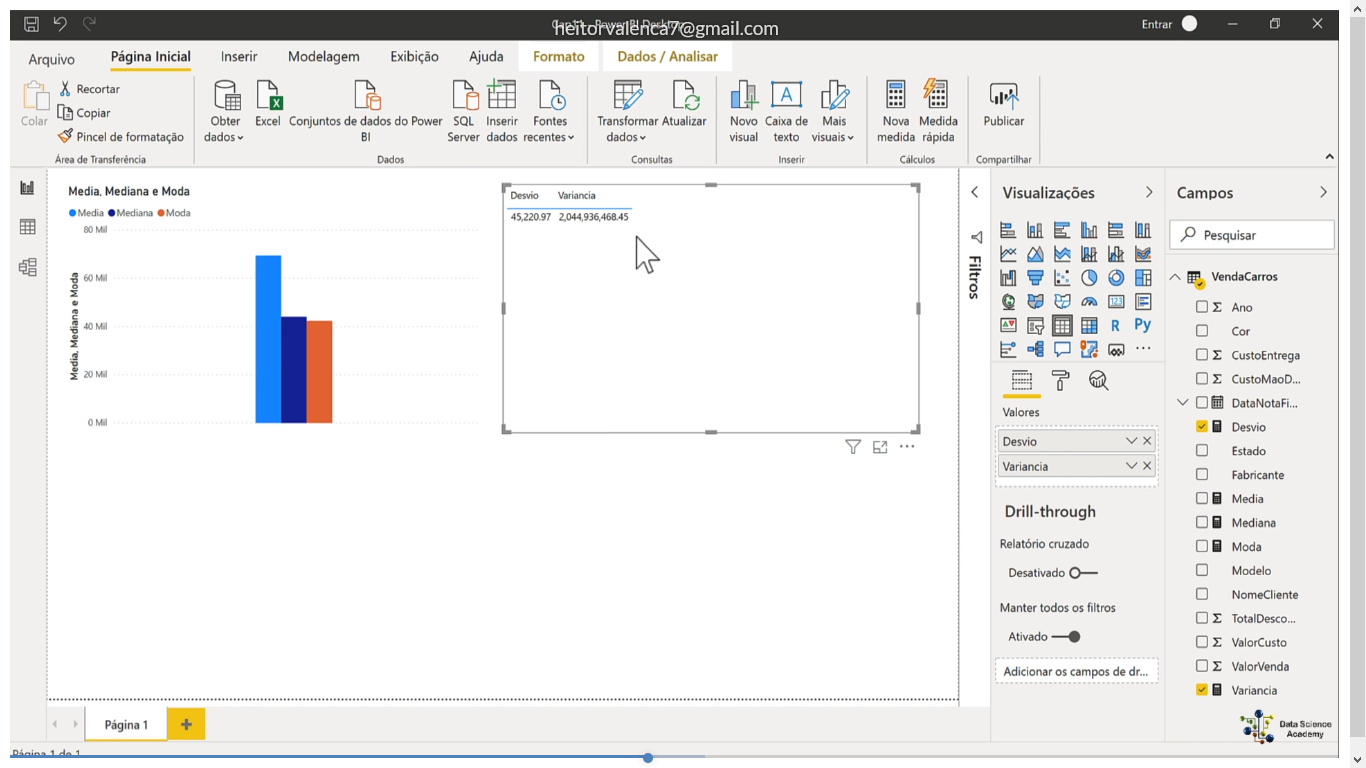 Power BI Desktop
heitorvalenca7@gmail.com
Entrar
Arquivo
Página Inicial
Inserir
Modelagem
Exibição
Ajuda
Formato
Dados / Analisar
Colar
Recortar
Copiar
Pincel de formatação
Área de Transferência
Obter
dados
Excel
Conjuntos de dados do Power
BI
SQL
Server
Inserir
dados
Fontes
recentes
Dados
Transformar
dados
Atualizar
Consultas
Novo
visual
Caixa de
texto
Mais
visuais
Inserir
Nova
medida
Medida
rápida
Cálculos
Publicar
Compartilhar
Media, Mediana e Moda
Media Mediana Moda
80 Mil
60 Mil
40 Mil
20 Mil
0 Mil
Media, Mediana e Moda
Desvio Variancia
45,220.97 2,044,936,468.45
Filtros
Visualizações
R Py
123
Valores
Desvio
Variancia
Drill-through
Relatório cruzado
Desativado
Manter todos os filtros
Ativado
Adicionar os campos de dr...
Campos
Pesquisar
VendaCarros
Ano
Cor
CustoEntrega
CustoMaoD...
DataNotaFi...
Desvio
Estado
Fabricante
Media
Mediana
Moda
Modelo
NomeCliente
TotalDesco...
ValorCusto
ValorVenda
Variancia
Data Science
Academy
Página 1
Página 1 de 1